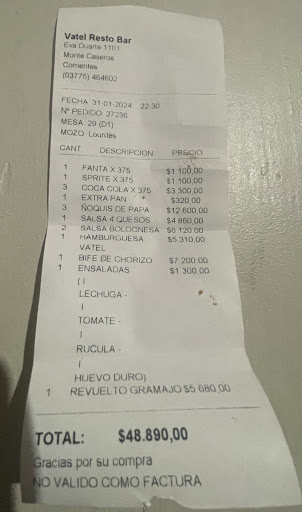 Vatel Resto Bar
Eva Duarte 1101
Monte Caseros
Corrientes
(03775) 464602
FECHA 31-01-2024 22:30
Nº PEDIDO 27236
MESA 29 (D1)
MOZO Lourdes
CANT DESCRIPCION PRECIO
1 FANTA X 375 $1.100,00
1 SPRITE X 375 $1.100,00
3 COCA COLA X 375 $3.300,00
1 EXTRA PAN $320,00
3 ÑOQUIS DE PAPA $12.600,00
1 SALSA 4 QUESOS $4.860,00
2 SALSA BOLOGNESA $6.120,00
1 HAMBURGUESA $5.310,00
VATEL
1 BIFE DE CHORIZO $7.200,00
1 ENSALADAS $1.300,00
( (
LECHUGA -
(
TOMATE -
(
RUCULA -
(
HUEVO DURO)
1 REVUELTO GRAMAJO $5.680,00
TOTAL: $48.890,00
Gracias por su compra
NO VALIDO COMO FACTURA